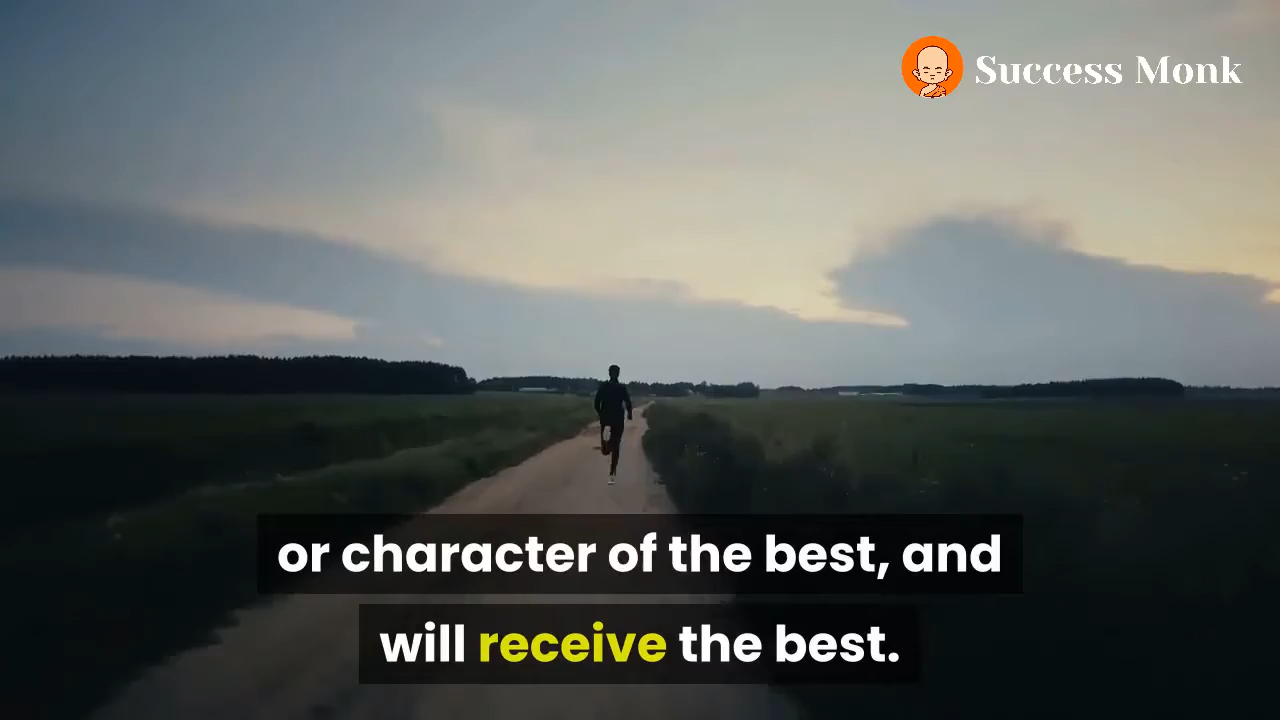 Success Monk
or character of the best, and
will receive the best.